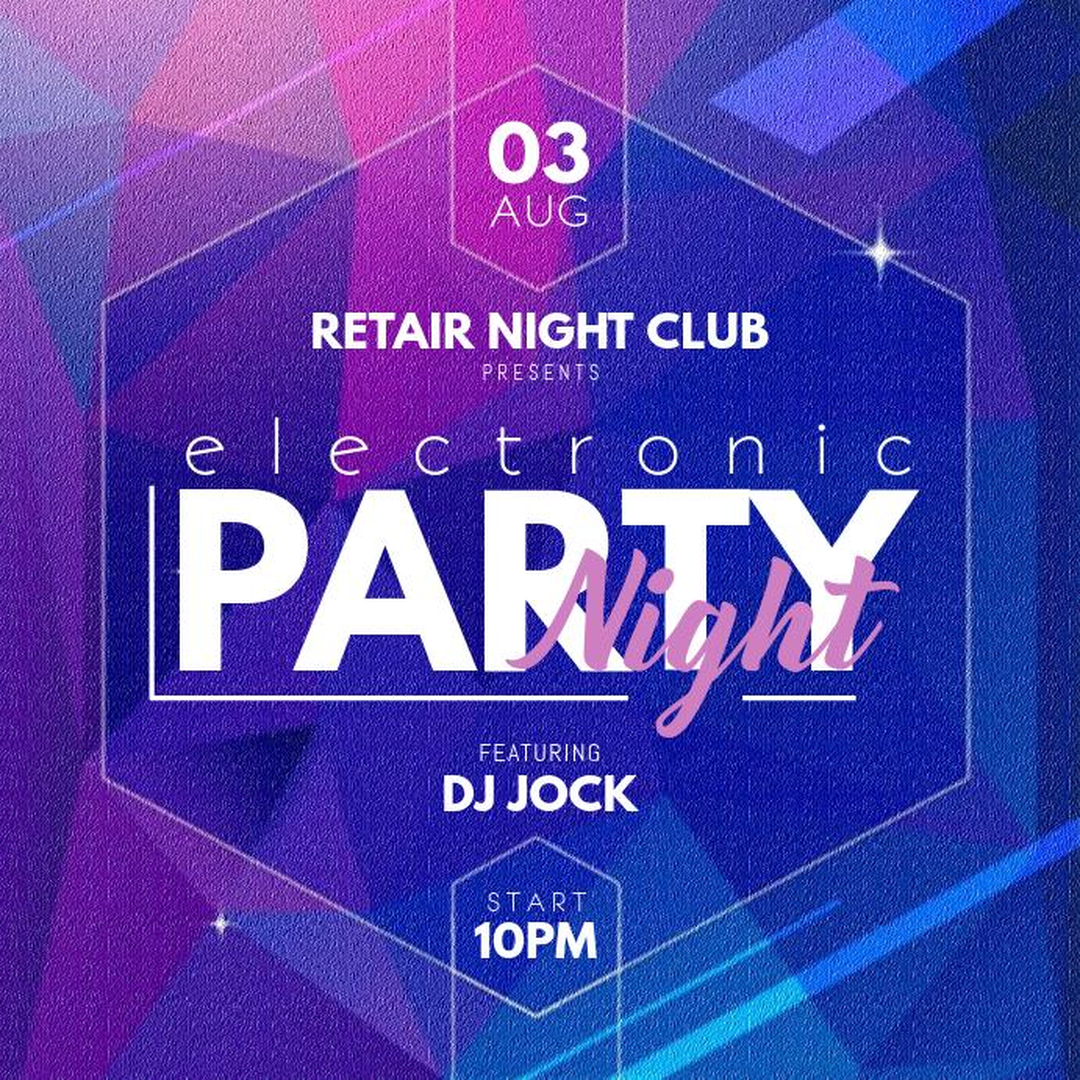 03
AUG
RETAIR NIGHT CLUB
PRESENTS
electronic
PARTY
Night
FEATURING
DJ JOCK
START
10PM